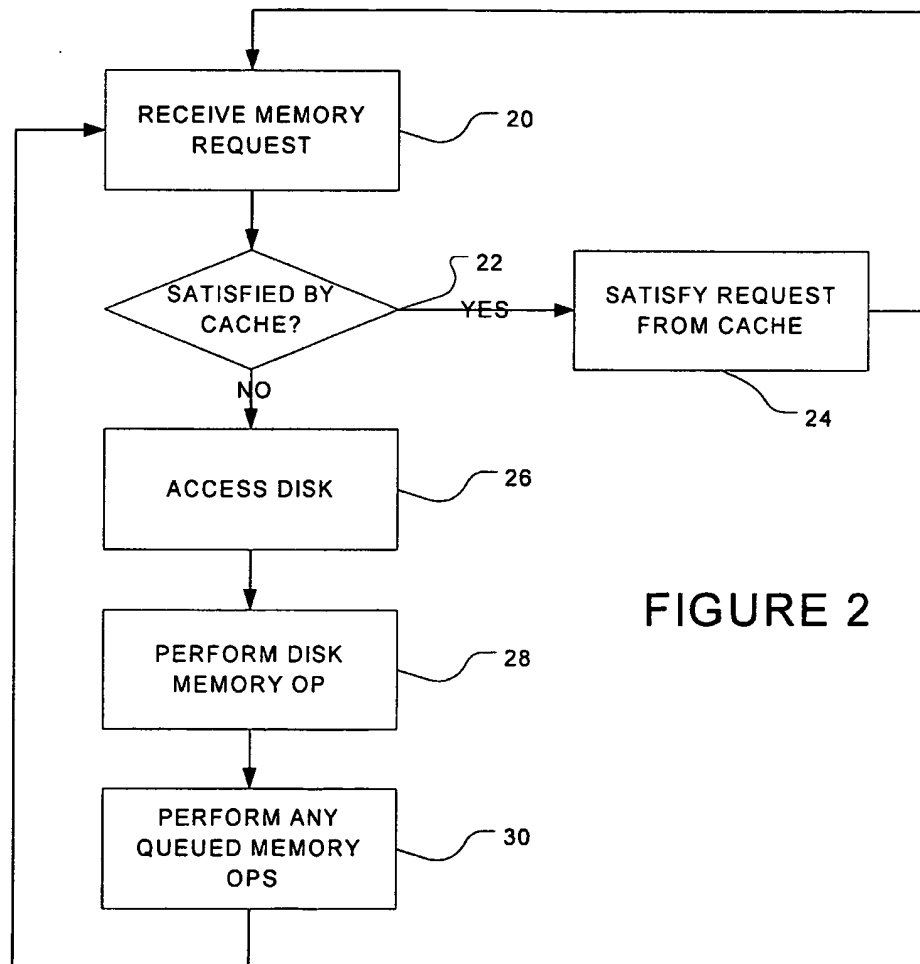 RECEIVE MEMORY
REQUEST
20
SATISFIED BY
CACHE?
22
YES
SATISFY REQUEST
FROM CACHE
24
NO
ACCESS DISK
26
FIGURE 2
PERFORM DISK
MEMORY OP
28
PERFORM ANY
QUEUED MEMORY
OPS
30